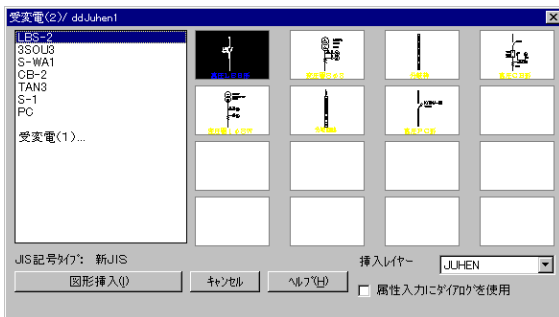 受変電(2)/ ddJuhen1
LBS-2
3SOU3
S-WA1
CB-2
TAN3
S-1
PC
受変電(1)...
JIS記号ﾀｲﾌﾟ: 新JIS
挿入レイヤー JUHEN
図形挿入(I) キャンセル ヘルプ(H)
属性入力にダイアログを使用